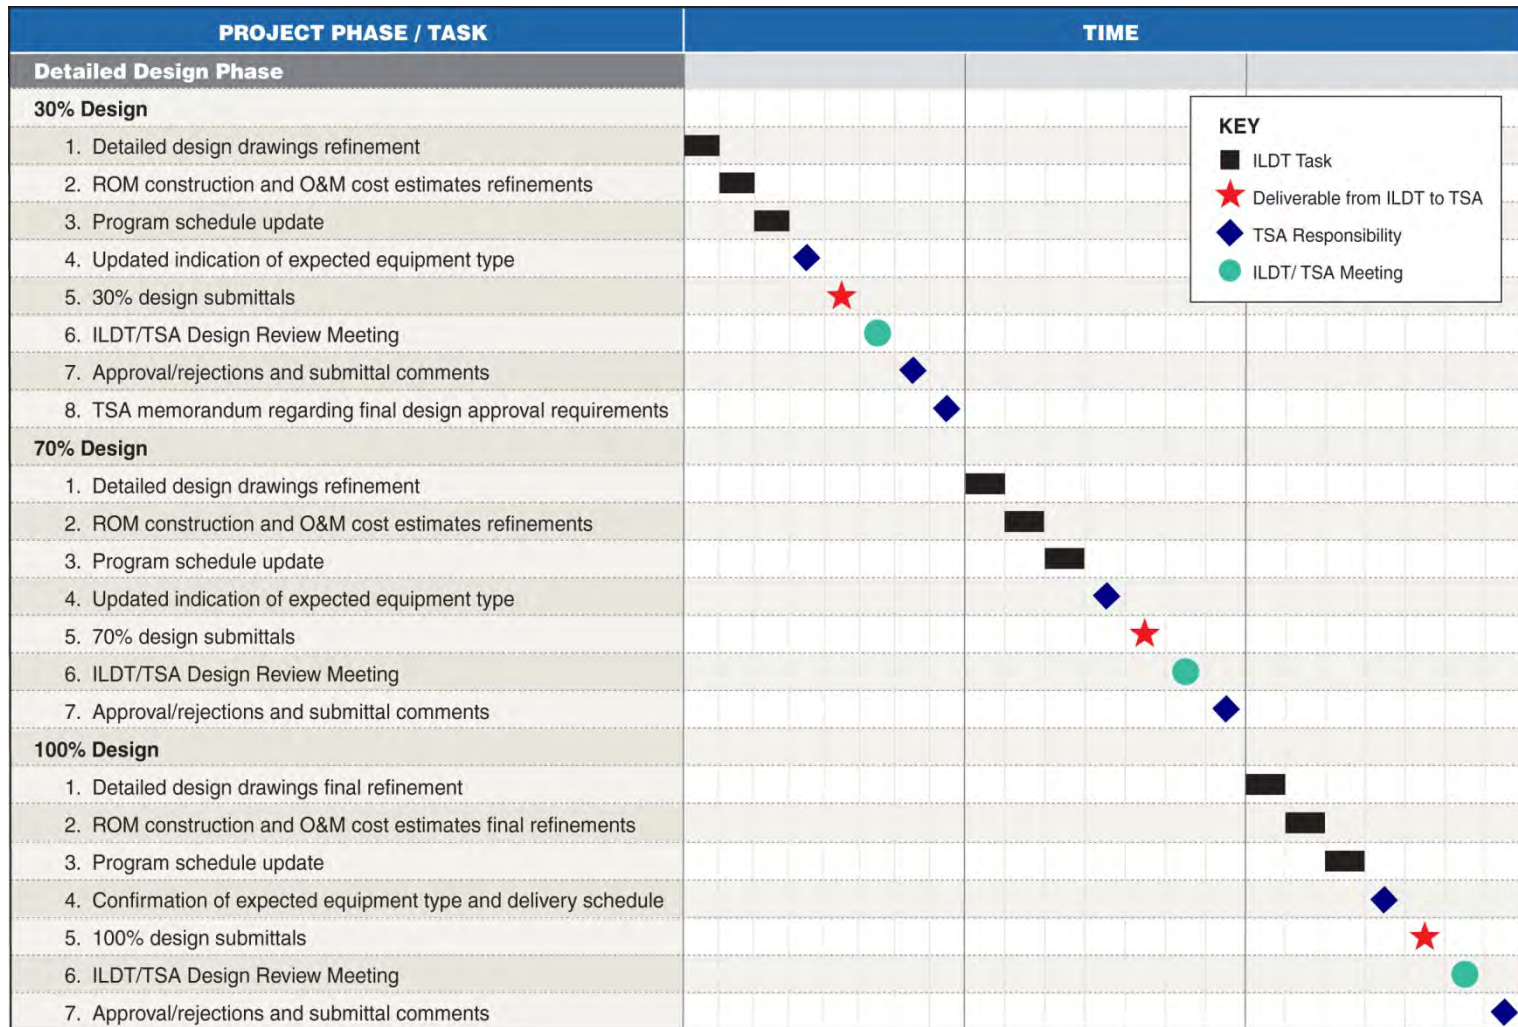 PROJECT PHASE / TASK
TIME
Detailed Design Phase
30% Design
1. Detailed design drawings refinement
2. ROM construction and O&M cost estimates refinements
3. Program schedule update
4. Updated indication of expected equipment type
5. 30% design submittals
6. ILDT/TSA Design Review Meeting
7. Approval/rejections and submittal comments
8. TSA memorandum regarding final design approval requirements
70% Design
1. Detailed design drawings refinement
2. ROM construction and O&M cost estimates refinements
3. Program schedule update
4. Updated indication of expected equipment type
5. 70% design submittals
6. ILDT/TSA Design Review Meeting
7. Approval/rejections and submittal comments
100% Design
1. Detailed design drawings final refinement
2. ROM construction and O&M cost estimates final refinements
3. Program schedule update
4. Confirmation of expected equipment type and delivery schedule
5. 100% design submittals
6. ILDT/TSA Design Review Meeting
7. Approval/rejections and submittal comments
KEY
ILDT Task
Deliverable from ILDT to TSA
TSA Responsibility
ILDT/ TSA Meeting